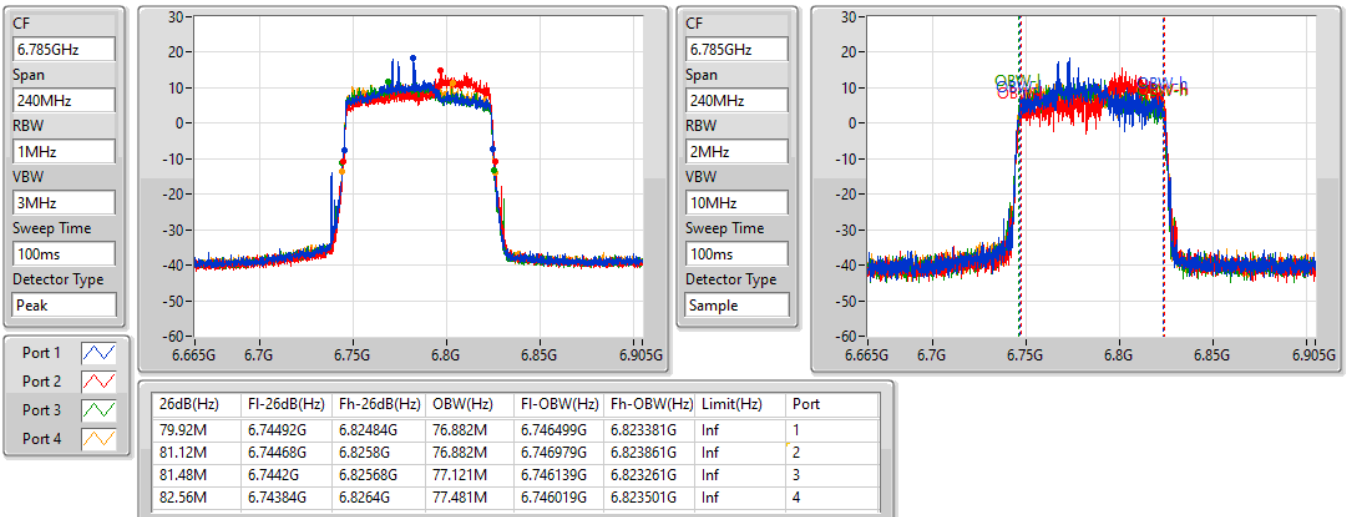 CF
6.785GHz
Span
240MHz
RBW
1MHz
VBW
3MHz
Sweep Time
100ms
Detector Type
Peak
30
20
10
0
-10
-20
-30
-40
-50
-60
6.665G 6.7G 6.75G 6.8G 6.85G 6.905G
CF
6.785GHz
Span
240MHz
RBW
2MHz
VBW
10MHz
Sweep Time
100ms
Detector Type
Sample
30
20
10
0
-10
-20
-30
-40
-50
-60
OBW-l
OBW-h
6.665G 6.7G 6.75G 6.8G 6.85G 6.905G
Port 1
Port 2
Port 3
Port 4
26dB(Hz) Fl-26dB(Hz) Fh-26dB(Hz) OBW(Hz) Fl-OBW(Hz) Fh-OBW(Hz) Limit(Hz) Port
79.92M 6.74492G 6.82484G 76.882M 6.746499G 6.823381G Inf 1
81.12M 6.74468G 6.8258G 76.882M 6.746979G 6.823861G Inf 2
81.48M 6.7442G 6.82568G 77.121M 6.746139G 6.823261G Inf 3
82.56M 6.74384G 6.8264G 77.481M 6.746019G 6.823501G Inf 4